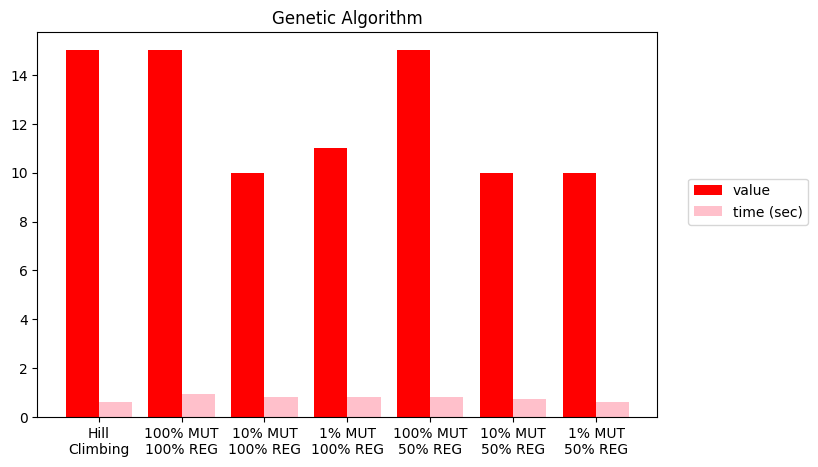 Genetic Algorithm
14
12
10
8
6
4
2
0
value
time (sec)
Hill
Climbing
100% MUT
100% REG
10% MUT
100% REG
1% MUT
100% REG
100% MUT
50% REG
10% MUT
50% REG
1% MUT
50% REG